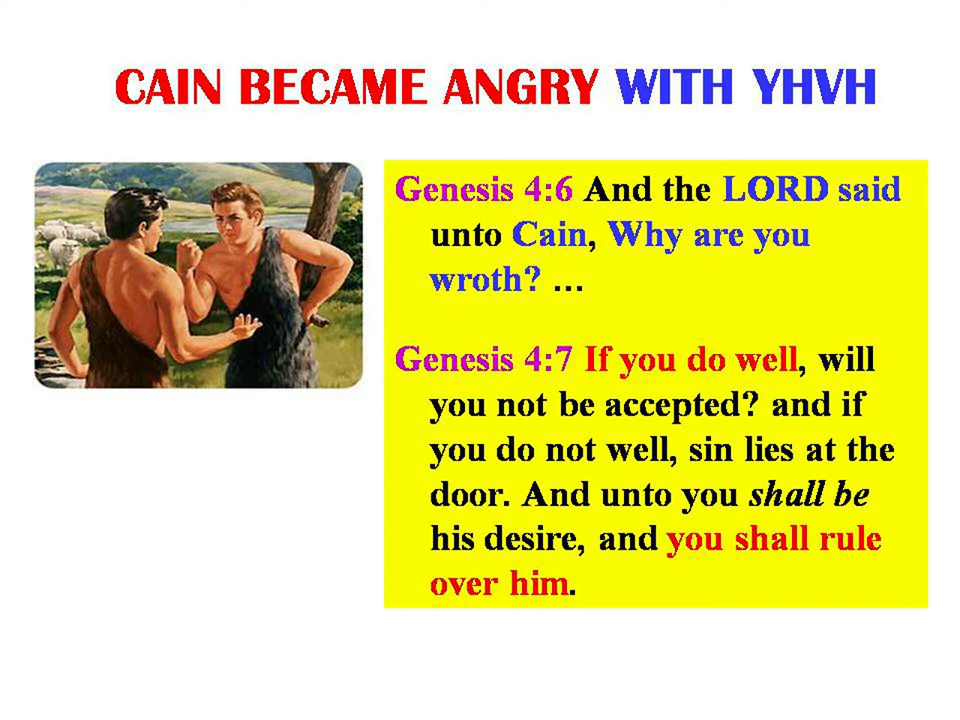 CAIN BECAME ANGRY WITH YHVH
Genesis 4:6 And the LORD said
unto Cain, Why are you
wroth? …
Genesis 4:7 If you do well, will
you not be accepted? and if
you do not well, sin lies at the
door. And unto you shall be
his desire, and you shall rule
over him.